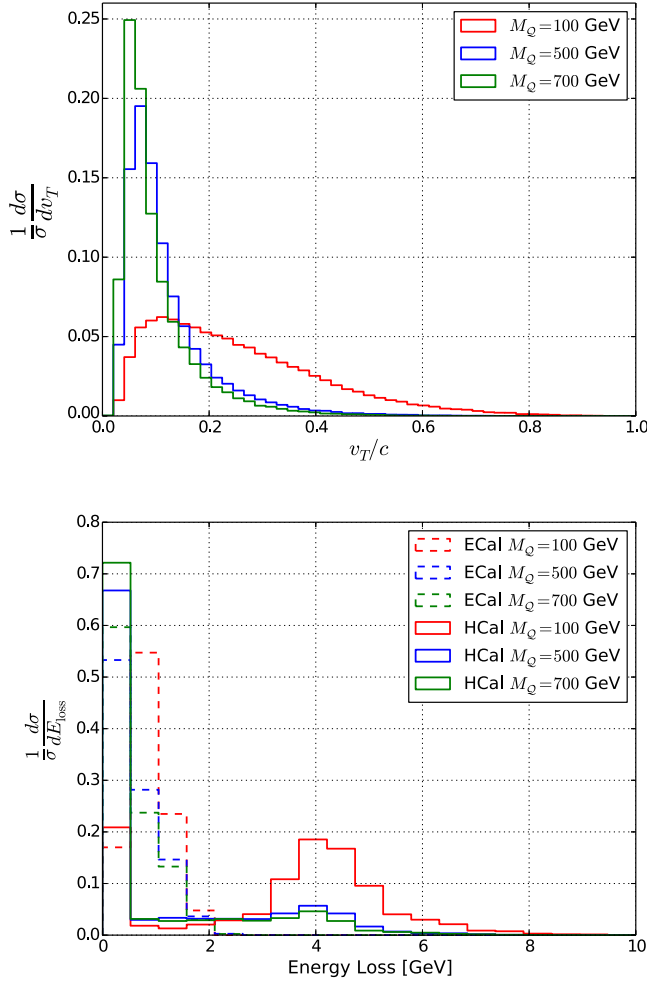 0.25
0.20
0.15
0.10
0.05
0.00
1/σ dσ/dv_T
0.0 0.2 0.4 0.6 0.8 1.0
v_T/c
M_Q=100 GeV
M_Q=500 GeV
M_Q=700 GeV
0.8
0.7
0.6
0.5
0.4
0.3
0.2
0.1
0.0
1/σ dσ/dE_loss
0 2 4 6 8 10
Energy Loss [GeV]
ECal M_Q=100 GeV
ECal M_Q=500 GeV
ECal M_Q=700 GeV
HCal M_Q=100 GeV
HCal M_Q=500 GeV
HCal M_Q=700 GeV